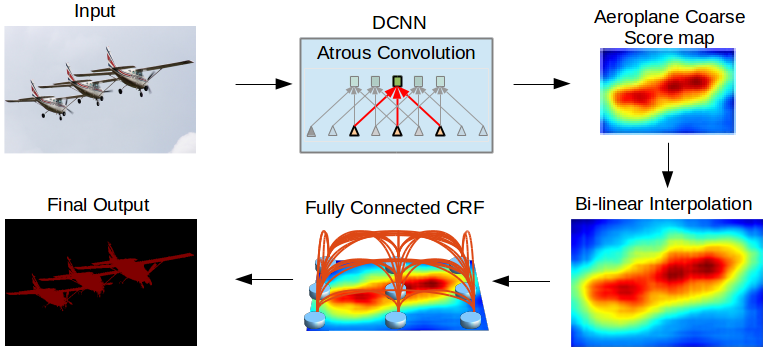 Input
DCNN
Atrous Convolution
Aeroplane Coarse
Score map
Bi-linear Interpolation
Fully Connected CRF
Final Output